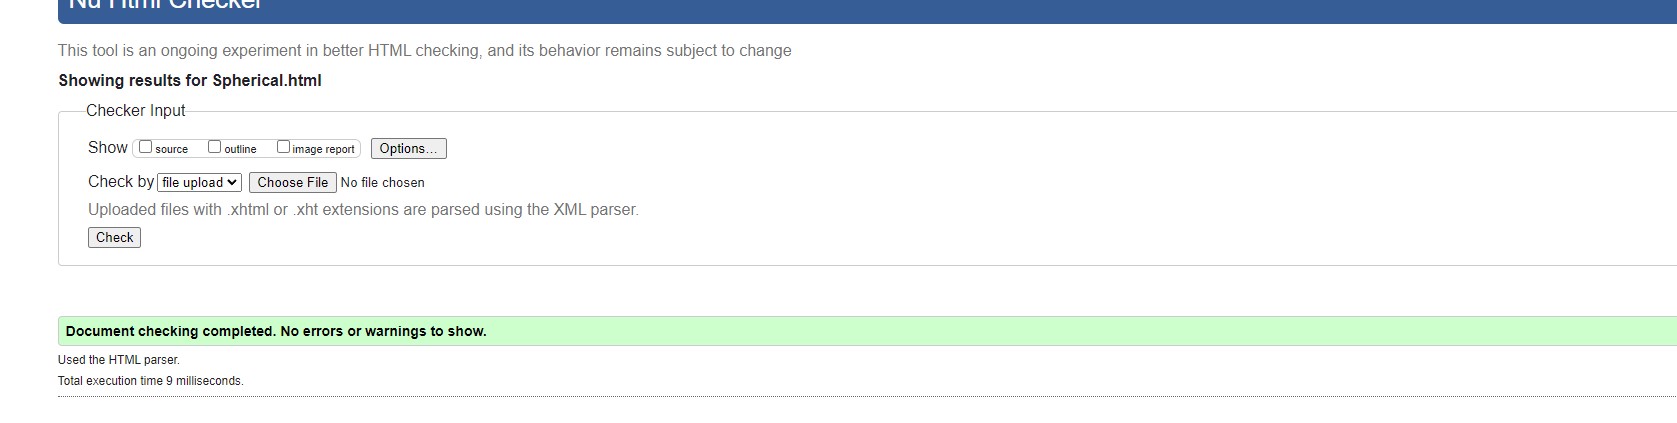 Nu Html Checker
This tool is an ongoing experiment in better HTML checking, and its behavior remains subject to change
Showing results for Spherical.html
Checker Input
Show source outline image report Options...
Check by file upload Choose File No file chosen
Uploaded files with .xhtml or .xht extensions are parsed using the XML parser.
Check
Document checking completed. No errors or warnings to show.
Used the HTML parser.
Total execution time 9 milliseconds.